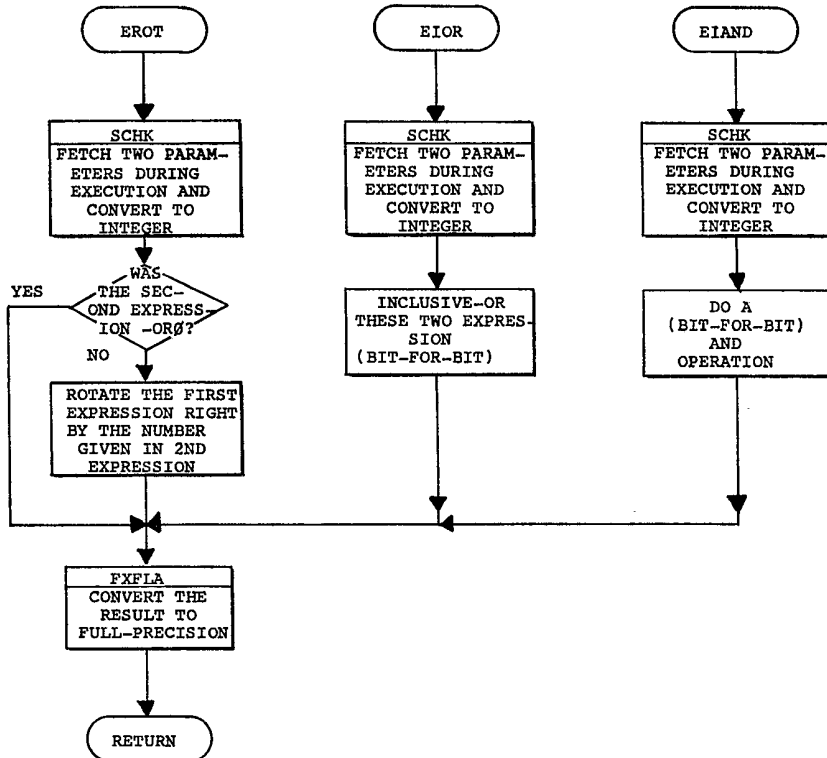 EROT
EIOR
EIAND
SCHK
FETCH TWO PARAM-
ETERS DURING
EXECUTION AND
CONVERT TO
INTEGER
SCHK
FETCH TWO PARAM-
ETERS DURING
EXECUTION AND
CONVERT TO
INTEGER
SCHK
FETCH TWO PARAM-
ETERS DURING
EXECUTION AND
CONVERT TO
INTEGER
YES
WAS
THE SEC-
OND EXPRESS-
ION -ORØ?
NO
INCLUSIVE-OR
THESE TWO EXPRES-
SION
(BIT-FOR-BIT)
DO A
(BIT-FOR-BIT)
AND
OPERATION
ROTATE THE FIRST
EXPRESSION RIGHT
BY THE NUMBER
GIVEN IN 2ND
EXPRESSION
FXFLA
CONVERT THE
RESULT TO
FULL-PRECISION
RETURN